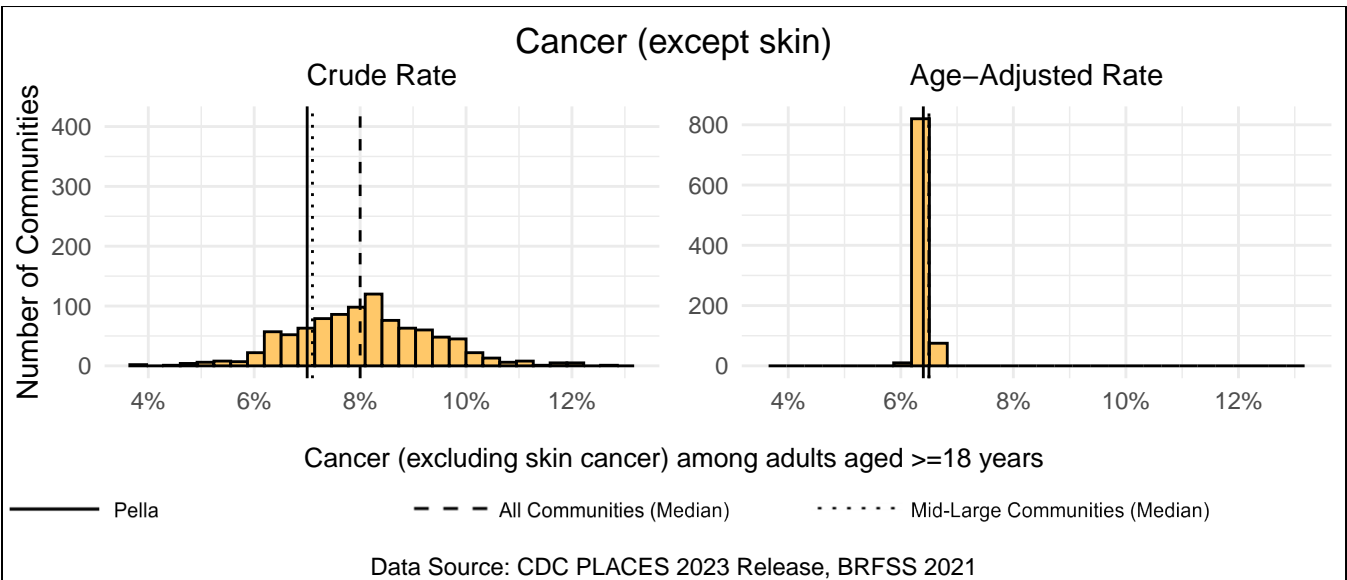 Cancer (except skin)
Crude Rate
Age−Adjusted Rate
Number of Communities
400
300
200
100
0
4%
6%
8%
10%
12%
800
600
400
200
0
4%
6%
8%
10%
12%
Cancer (excluding skin cancer) among adults aged >=18 years
Pella
All Communities (Median)
Mid-Large Communities (Median)
Data Source: CDC PLACES 2023 Release, BRFSS 2021